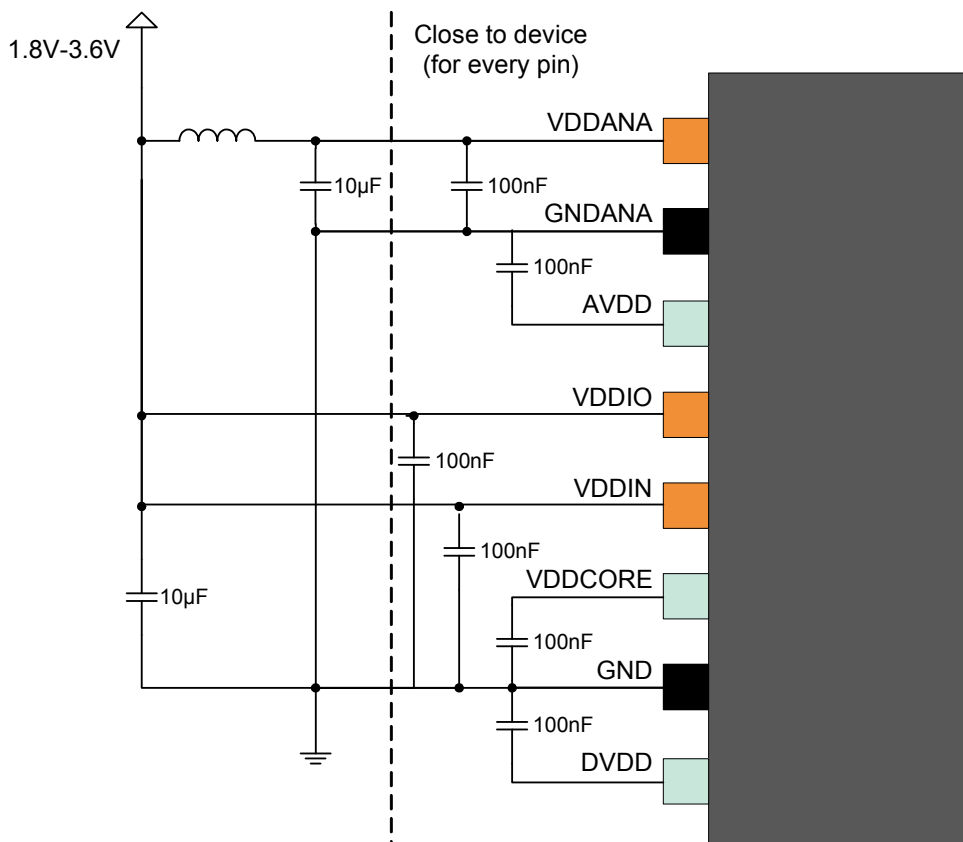 1.8V-3.6V
Close to device
(for every pin)
VDDANA
10µF
100nF
GNDANA
100nF
AVDD
VDDIO
100nF
VDDIN
100nF
VDDCORE
10µF
100nF
GND
100nF
DVDD